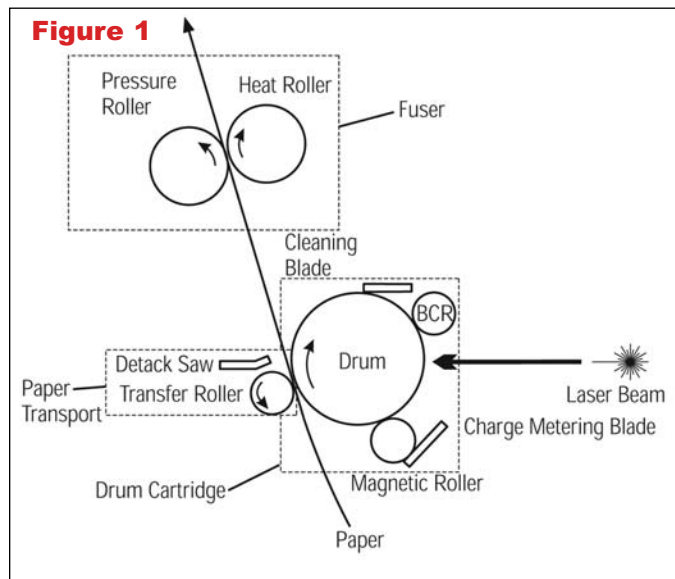 Figure 1
Pressure
Roller
Heat Roller
Fuser
Cleaning
Blade
BCR
Drum
Detack Saw
Transfer Roller
Paper
Transport
Laser Beam
Charge Metering Blade
Magnetic Roller
Drum Cartridge
Paper